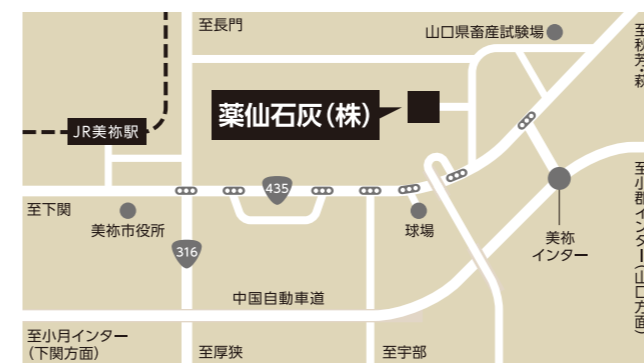 至長門
山口県畜産試験場
至秋芳・萩
薬仙石灰(株)
JR美祢駅
435
至下関
美祢市役所
球場
美祢
インター
至小郡インター(山口方面)
316
中国自動車道
至小月インター
(下関方面)
至厚狭
至宇部